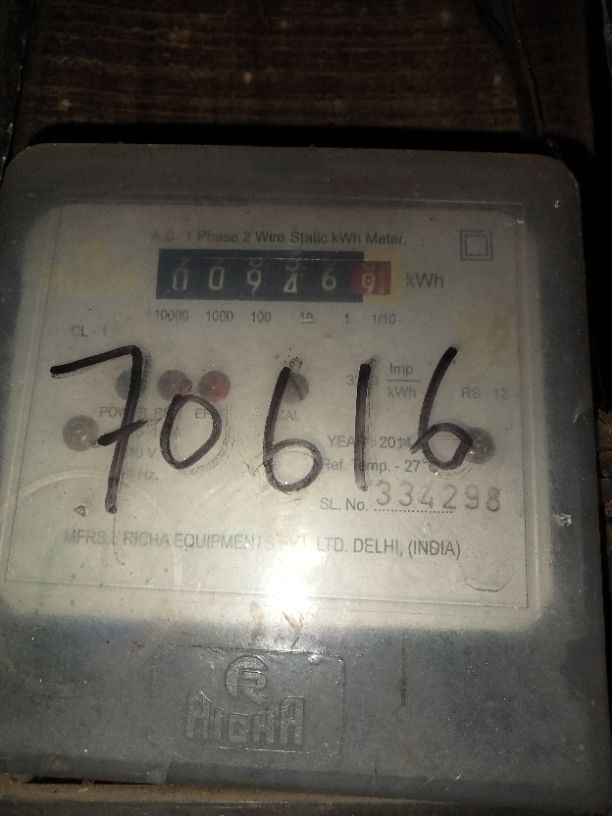 A.C. 1 Phase 2 Wire Static kWh Meter.
0 0 9 4 6 9 kWh
10000 1000 100 10 1 1/10
CL - 1
70616
Imp
kWh
RS 12
POWER
CAL
YEAR 2014
Ref. Temp. - 27°C
SL. No. 334298
MFRS. RICHA EQUIPMENTS PVT. LTD. DELHI, (INDIA)
R
RICHA